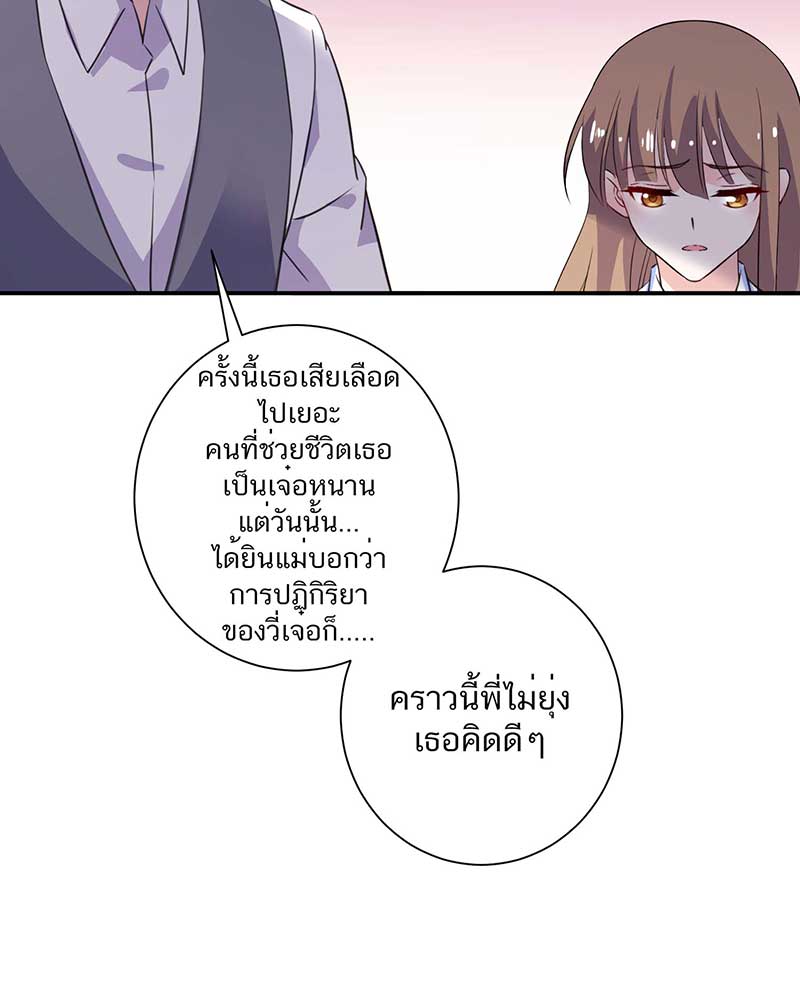 ครั้งนี้เธอเสียเลือด
ไปเยอะ
คนที่ช่วยชีวิตเธอ
เป็นเจ๋อหนาน
แต่วันนั้น...
ได้ยินแม่บอกว่า
การปฏิกิริยา
ของวี่เจ๋อก็.....
คราวนี้พี่ไม่ยุ่ง
เธอคิดดีๆ